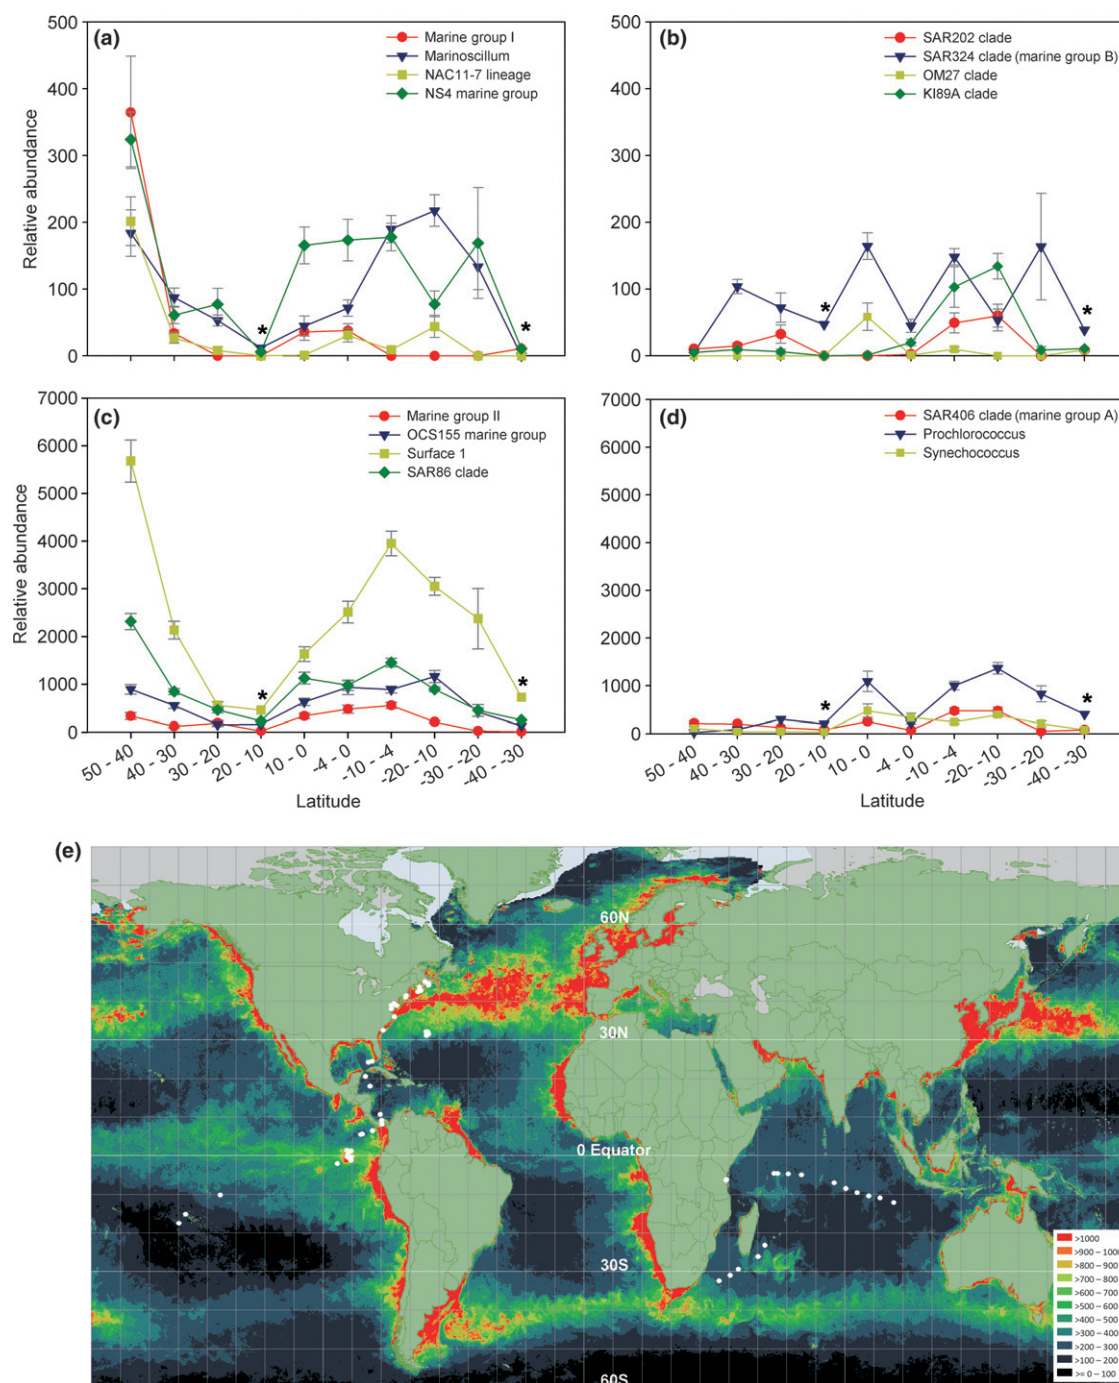 (a)
500
400
300
200
100
0
Relative abundance
Marine group I
Marinoscillum
NAC11-7 lineage
NS4 marine group
*
*
(b)
500
400
300
200
100
0
SAR202 clade
SAR324 clade (marine group B)
OM27 clade
KI89A clade
*
*
(c)
7000
6000
5000
4000
3000
2000
1000
0
Relative abundance
Marine group II
OCS155 marine group
Surface 1
SAR86 clade
*
*
50 - 40
40 - 30
30 - 20
20 - 10
10 - 0
-4 - 0
-10 - -4
-20 - -10
-30 - -20
-40 - -30
Latitude
(d)
7000
6000
5000
4000
3000
2000
1000
0
SAR406 clade (marine group A)
Prochlorococcus
Synechococcus
*
*
50 - 40
40 - 30
30 - 20
20 - 10
10 - 0
-4 - 0
-10 - -4
-20 - -10
-30 - -20
-40 - -30
Latitude
(e)
60N
30N
0 Equator
30S
60S
>1000
>900 – 1000
>800 – 900
>700 – 800
>600 – 700
>500 – 600
>400 – 500
>300 – 400
>200 – 300
>100 – 200
>= 0 – 100